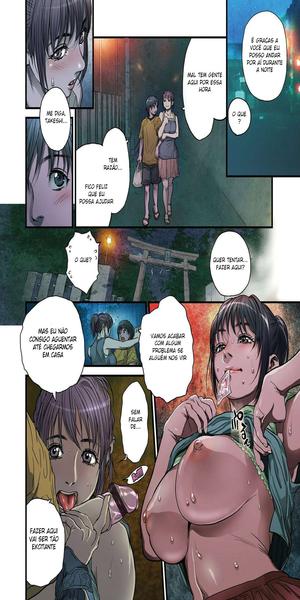 É GRAÇAS A
VOCÊ QUE EU
POSSO ANDAR
POR AÍ DURANTE
A NOITE
MAL TEM GENTE
AQUI POR
ESSA HORA
O QUE?
ME DIGA,
TAKESHI...
TEM
RAZÃO...
FICO FELIZ
QUE EU
POSSA AJUDAR
QUER TENTAR...
FAZER AQUI?
O QUE?
VAMOS ACABAR
COM ALGUM
PROBLEMA SE
ALGUÉM NOS VIR
MAS EU NÃO
CONSIGO AGUENTAR
ATÉ CHEGARMOS
EM CASA
SEM
FALAR
DE...
FAZER AQUI
VAI SER TÃO
EXCITANTE